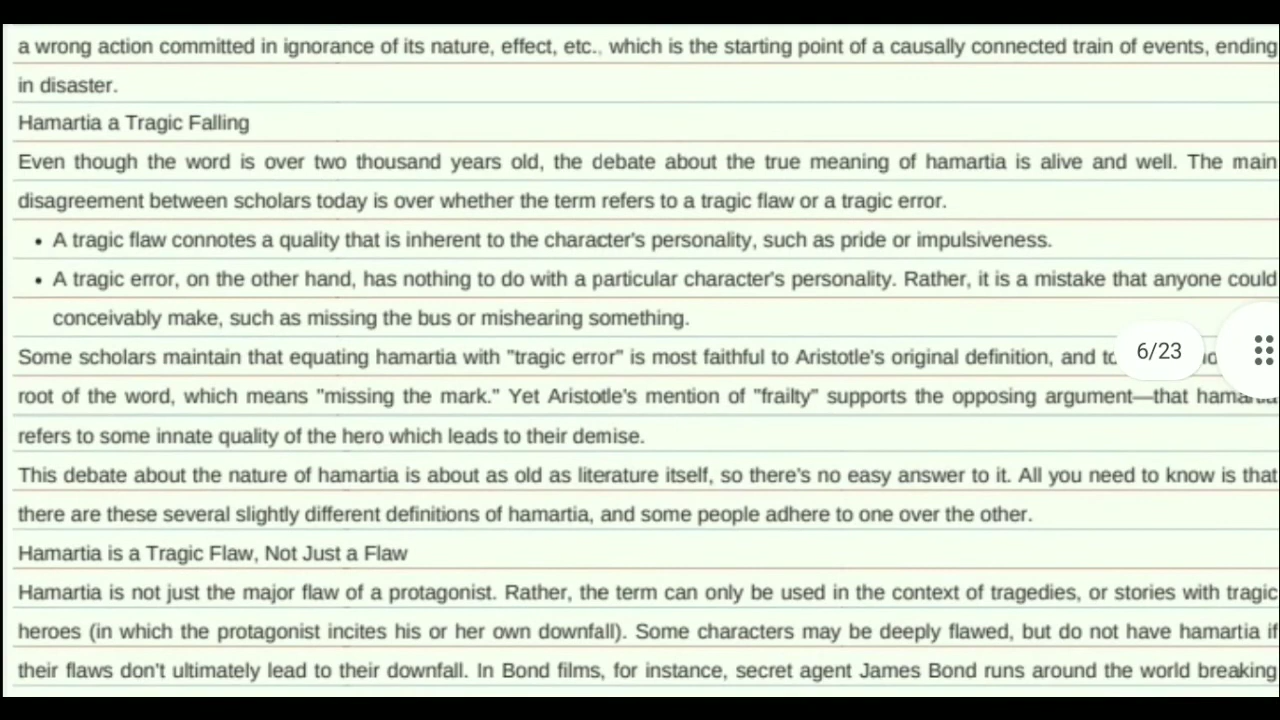 a wrong action committed in ignorance of its nature, effect, etc., which is the starting point of a causally connected train of events, ending
in disaster.
Hamartia a Tragic Falling
Even though the word is over two thousand years old, the debate about the true meaning of hamartia is alive and well. The main
disagreement between scholars today is over whether the term refers to a tragic flaw or a tragic error.
• A tragic flaw connotes a quality that is inherent to the character's personality, such as pride or impulsiveness.
• A tragic error, on the other hand, has nothing to do with a particular character's personality. Rather, it is a mistake that anyone could
conceivably make, such as missing the bus or mishearing something.
Some scholars maintain that equating hamartia with "tragic error" is most faithful to Aristotle's original definition, and to
6/23
root of the word, which means "missing the mark." Yet Aristotle's mention of "frailty" supports the opposing argument—that hamartia
refers to some innate quality of the hero which leads to their demise.
This debate about the nature of hamartia is about as old as literature itself, so there's no easy answer to it. All you need to know is that
there are these several slightly different definitions of hamartia, and some people adhere to one over the other.
Hamartia is a Tragic Flaw, Not Just a Flaw
Hamartia is not just the major flaw of a protagonist. Rather, the term can only be used in the context of tragedies, or stories with tragic
heroes (in which the protagonist incites his or her own downfall). Some characters may be deeply flawed, but do not have hamartia if
their flaws don't ultimately lead to their downfall. In Bond films, for instance, secret agent James Bond runs around the world breaking